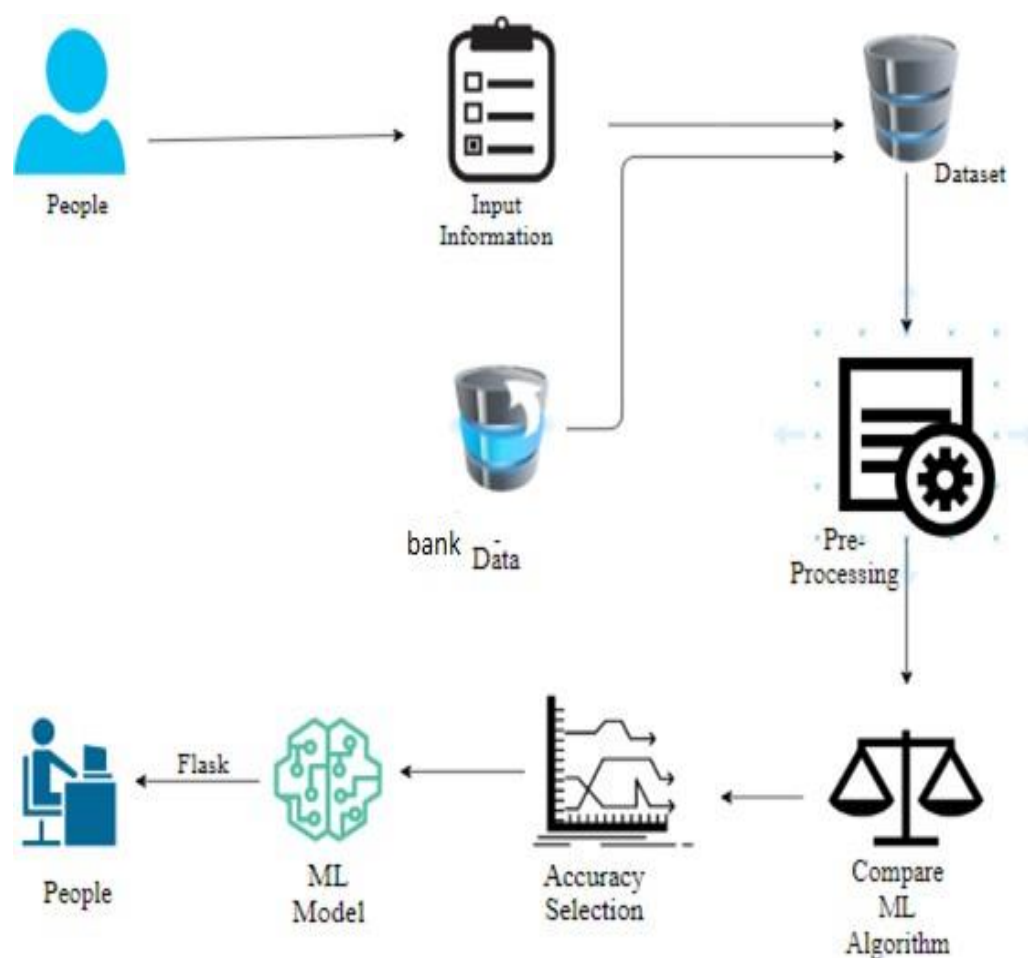 People
Input
Information
Dataset
bank - Data
Pre-
Processing
Flask
People
ML
Model
Accuracy
Selection
Compare
ML
Algorithm